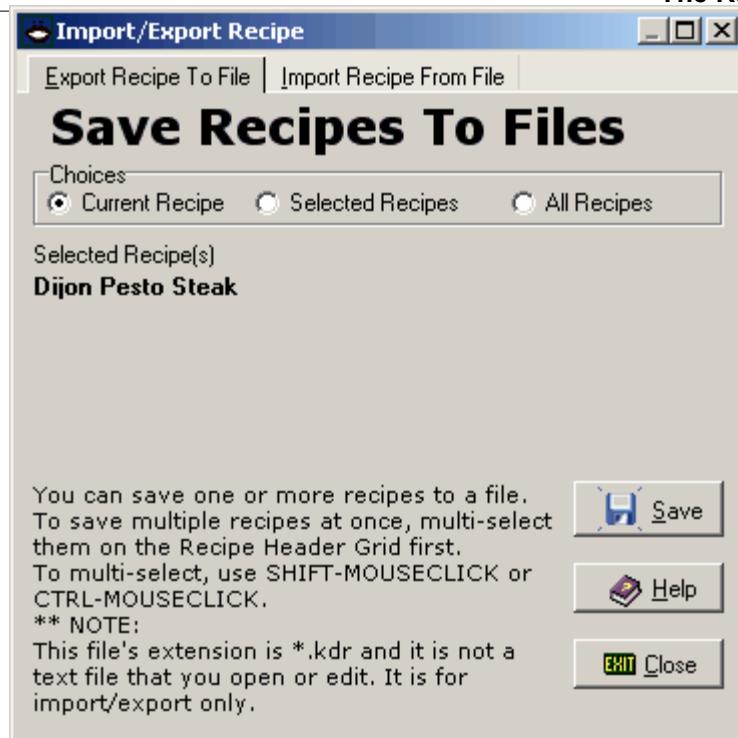 Import/Export Recipe
Export Recipe To File Import Recipe From File
Save Recipes To Files
Choices
Current Recipe Selected Recipes All Recipes
Selected Recipe(s)
Dijon Pesto Steak
You can save one or more recipes to a file.
To save multiple recipes at once, multi-select
them on the Recipe Header Grid first.
To multi-select, use SHIFT-MOUSECLICK or
CTRL-MOUSECLICK.
** NOTE:
This file's extension is *.kdr and it is not a
text file that you open or edit. It is for
import/export only.
Save
Help
EXIT Close